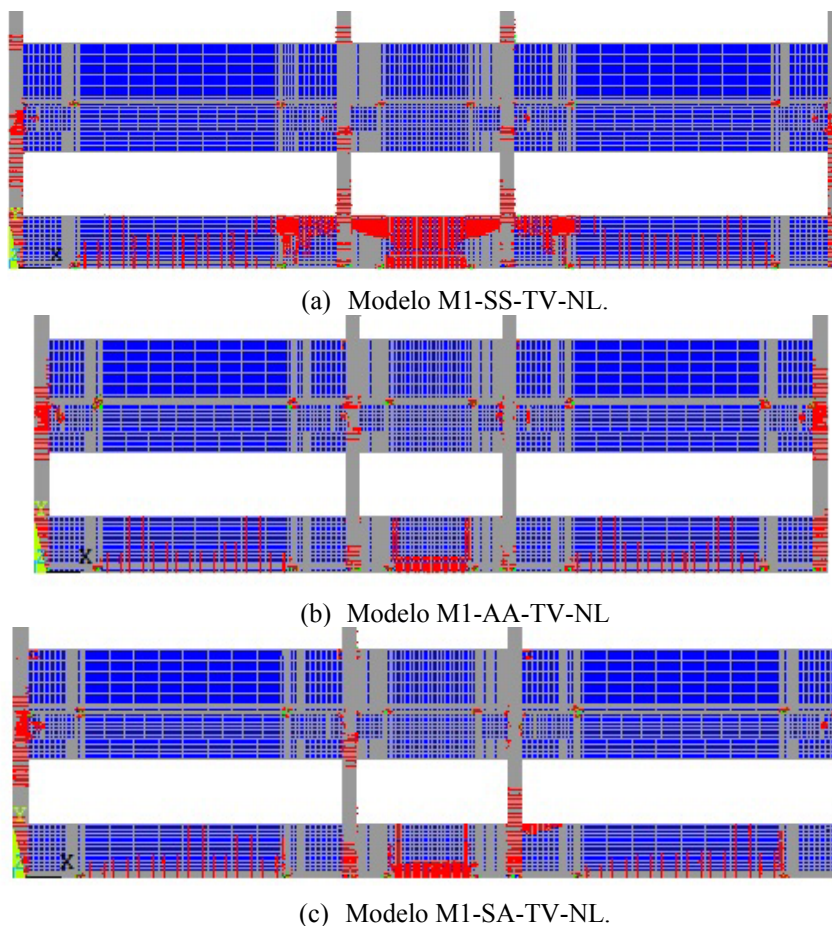 Y
X
(a) Modelo M1-SS-TV-NL.
Y
Z
X
(b) Modelo M1-AA-TV-NL
Y
Z
X
(c) Modelo M1-SA-TV-NL.